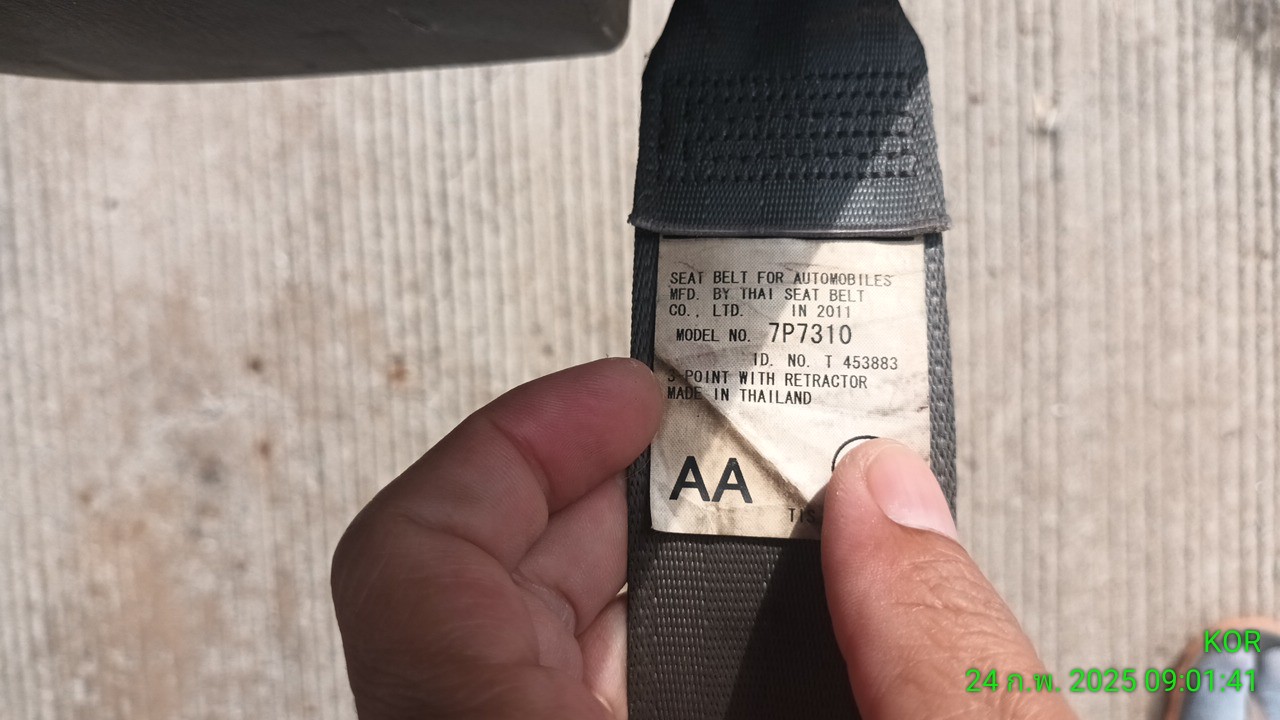 SEAT BELT FOR AUTOMOBILES
MFD. BY THAI SEAT BELT
CO., LTD. IN 2011
MODEL NO. 7P7310
ID. NO. T 453883
3 POINT WITH RETRACTOR
MADE IN THAILAND
AA
KOR
24 ก.พ. 2025 09:01:41